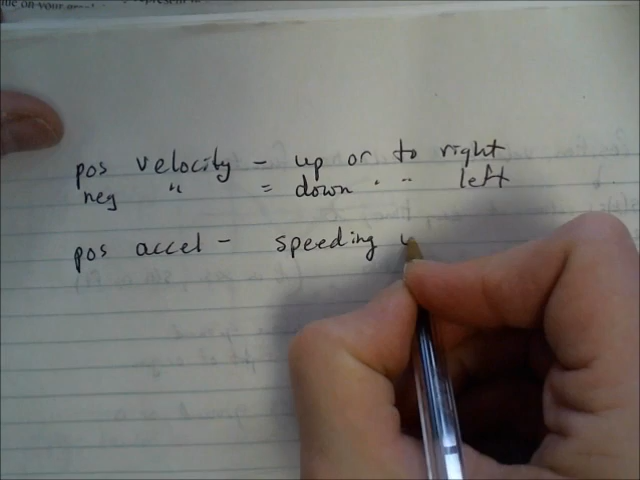 pos velocity - up or to right
neg " = down " " left
pos accel - speeding u